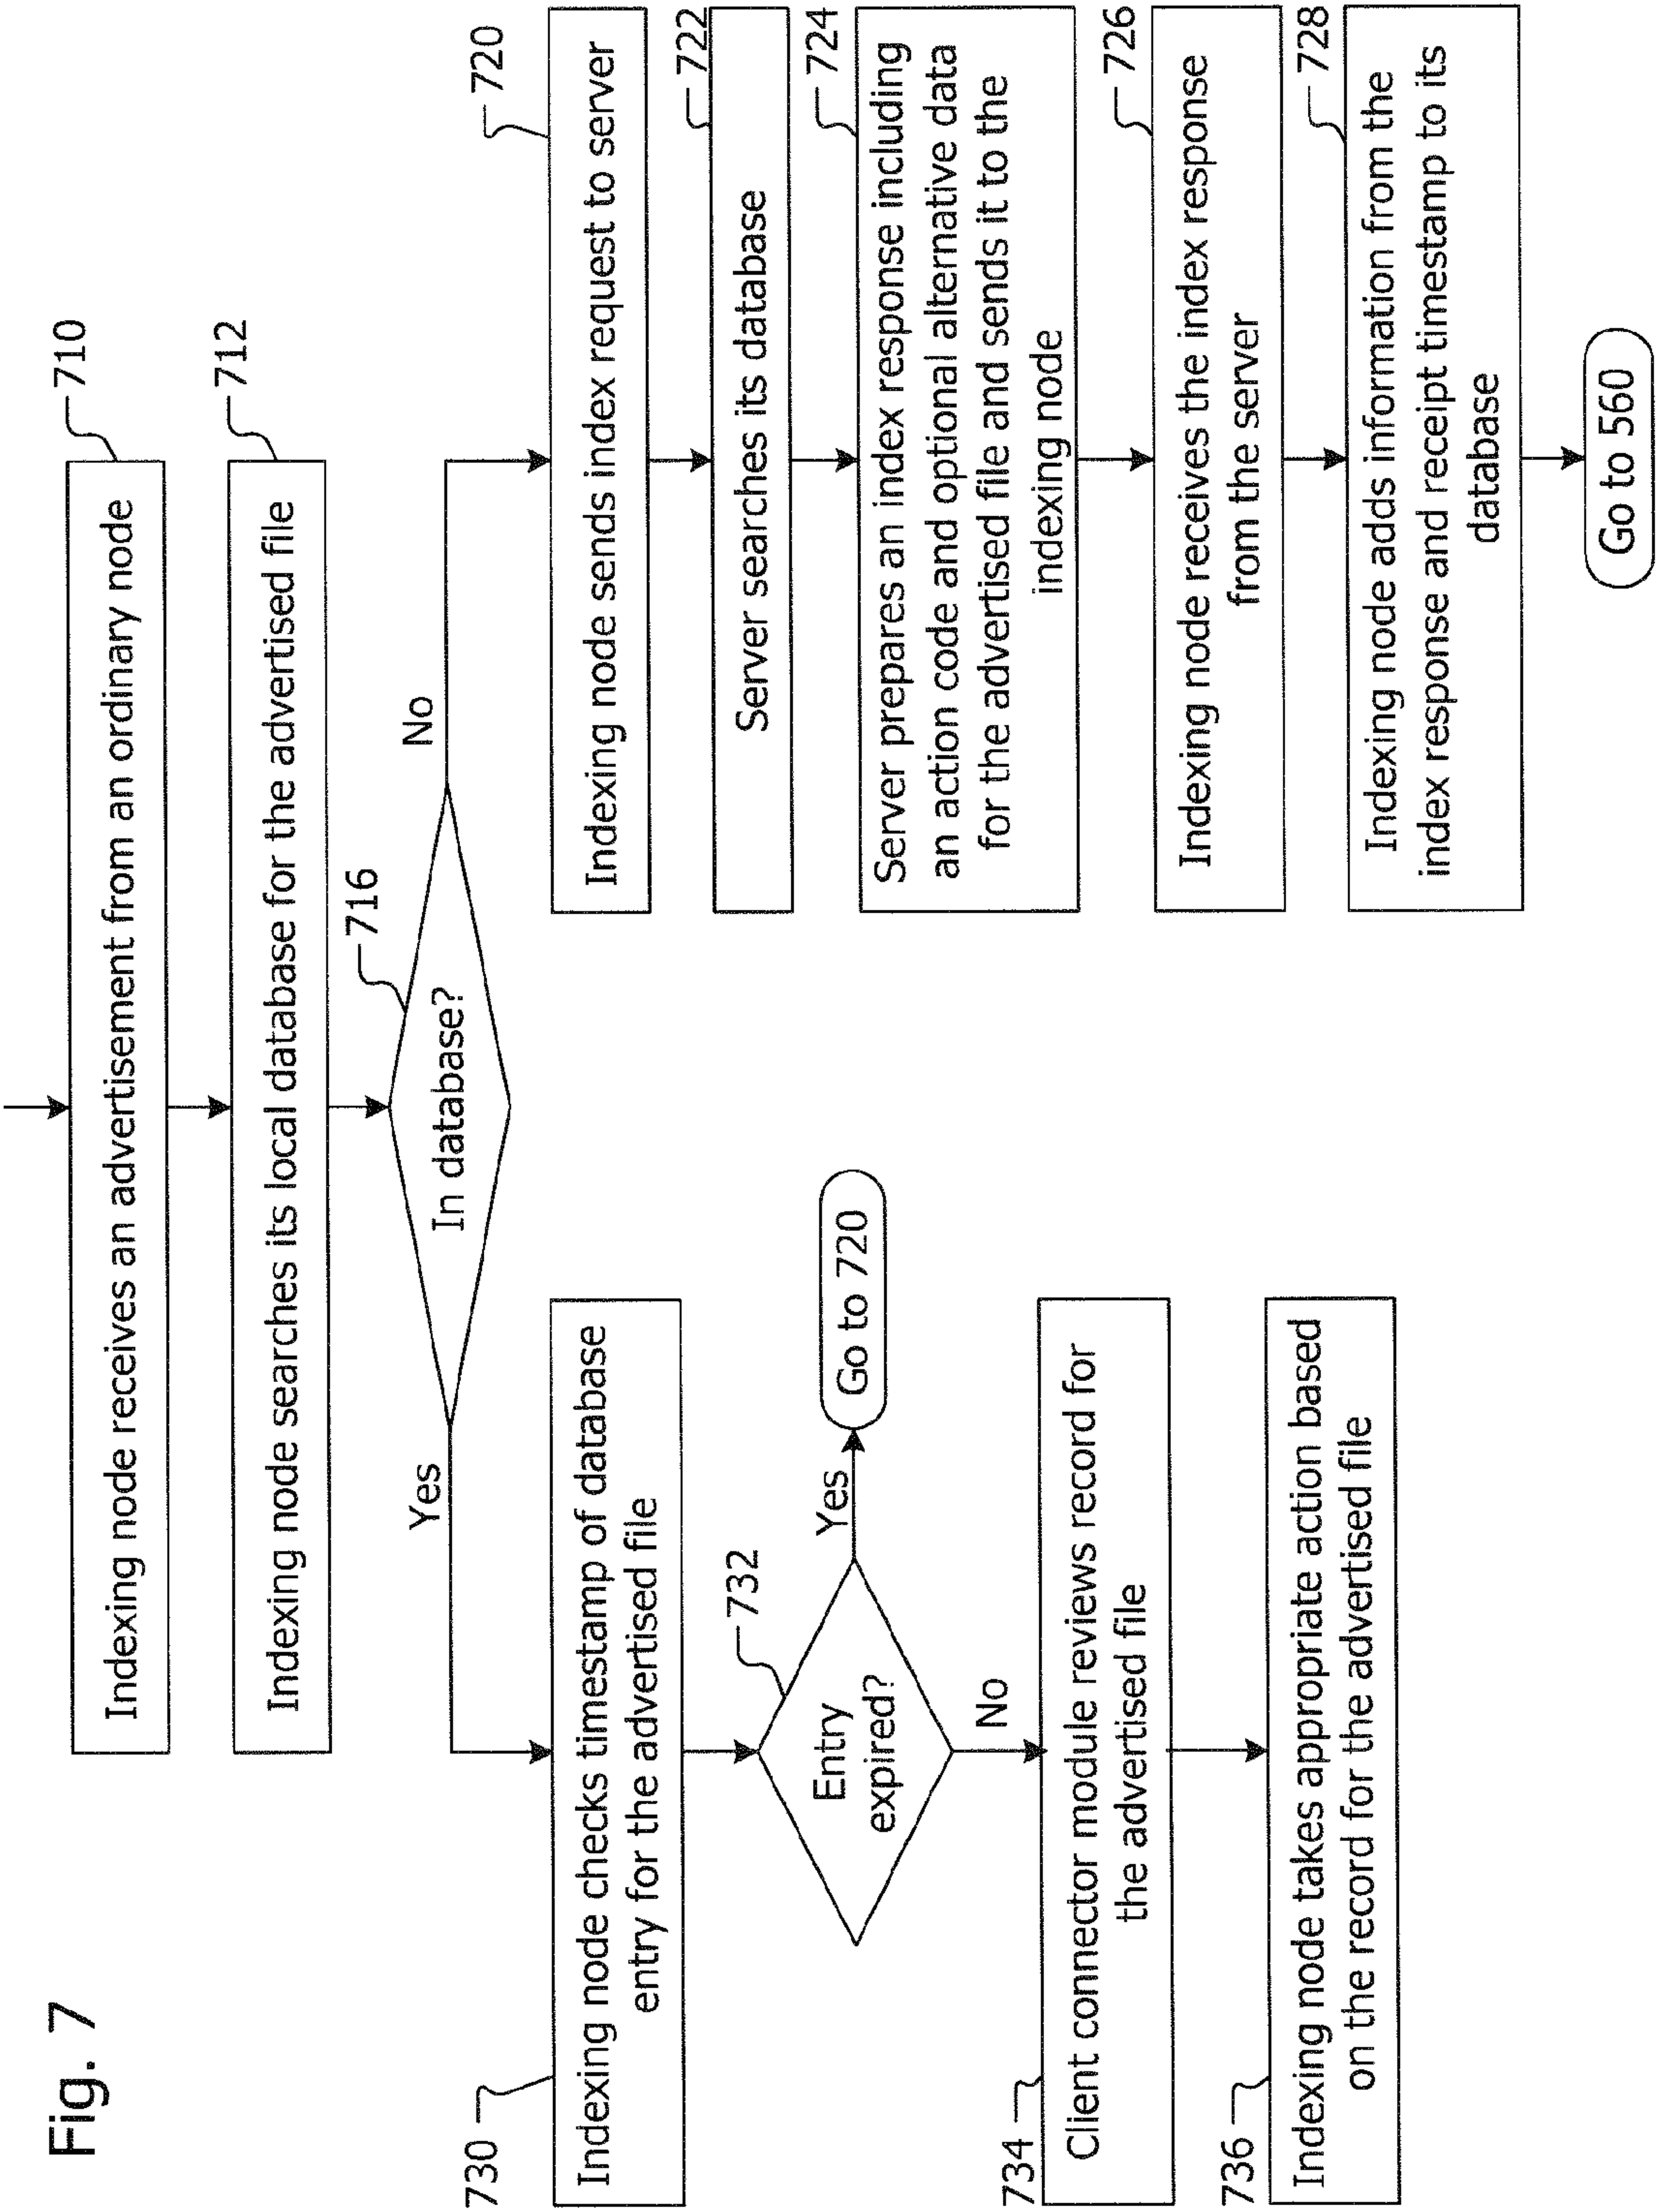 Fig. 7
710
Indexing node receives an advertisement from an ordinary node
712
Indexing node searches its local database for the advertised file
716
In database?
Yes
No
730
Indexing node checks timestamp of database
entry for the advertised file
732
Entry
expired?
Yes
Go to 720
No
734
Client connector module reviews record for
the advertised file
736
Indexing node takes appropriate action based
on the record for the advertised file
720
Indexing node sends index request to server
722
Server searches its database
724
Server prepares an index response including
an action code and optional alternative data
for the advertised file and sends it to the
indexing node
726
Indexing node receives the index response
from the server
728
Indexing node adds information from the
index response and receipt timestamp to its
database
Go to 560